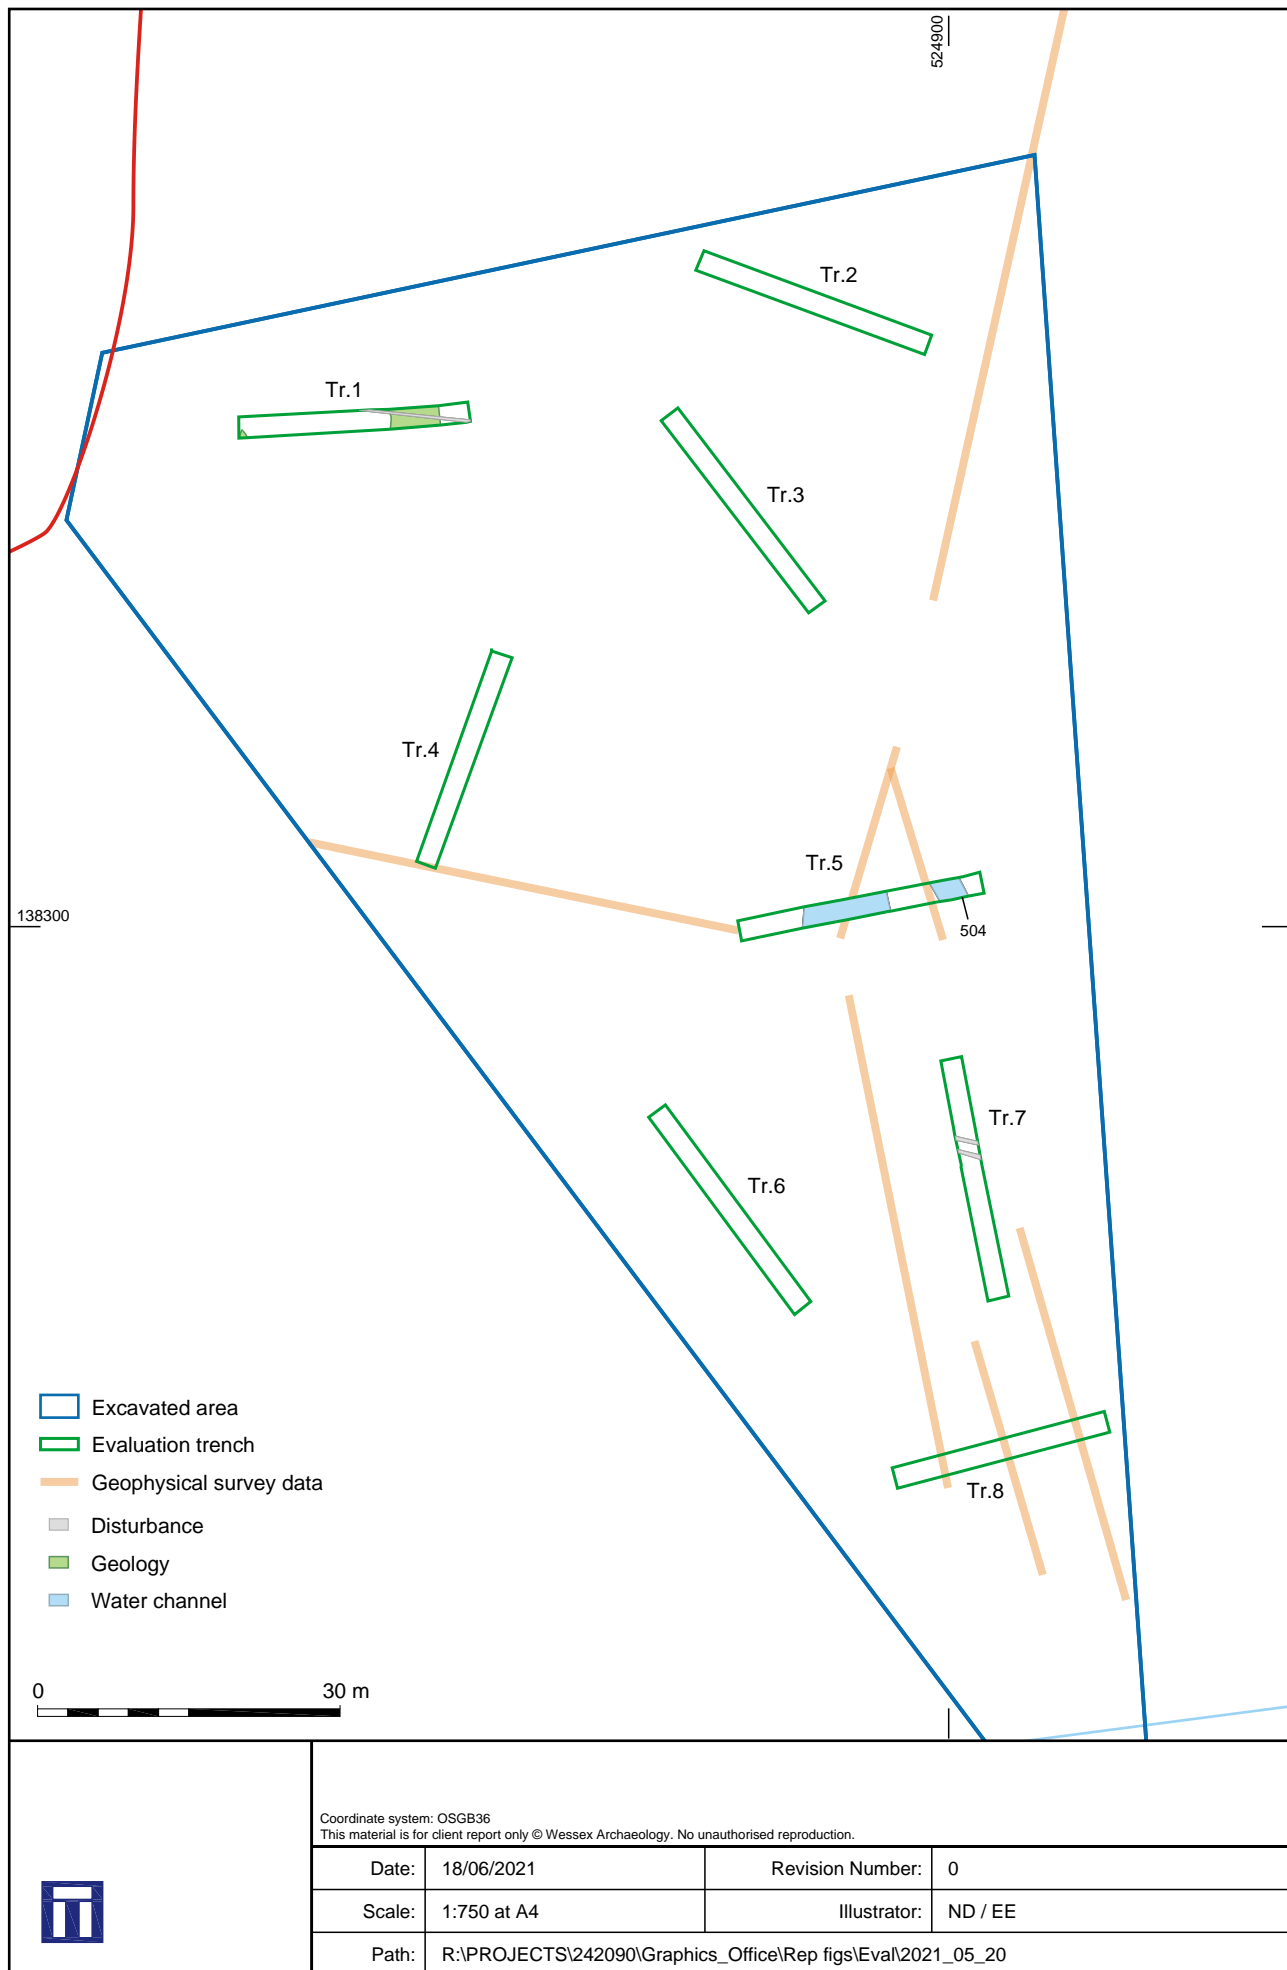 524900
Tr.2
Tr.1
Tr.3
Tr.4
Tr.5
138300
504
Tr.7
Tr.6
Tr.8
Excavated area
Evaluation trench
Geophysical survey data
Disturbance
Geology
Water channel
0 30 m
Coordinate system: OSGB36
This material is for client report only © Wessex Archaeology. No unauthorised reproduction.
Date: 18/06/2021 Revision Number: 0
Scale: 1:750 at A4 Illustrator: ND / EE
Path: R:\PROJECTS\242090\Graphics_Office\Rep figs\Eval\2021_05_20